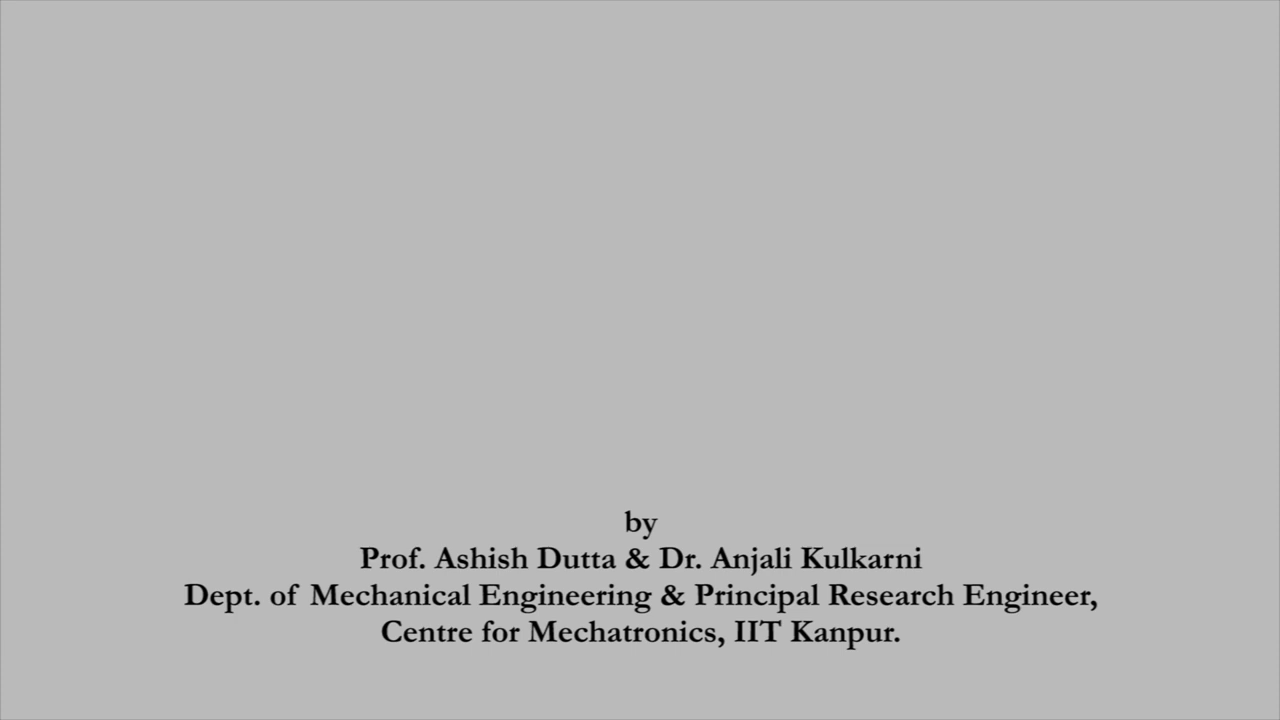 by
Prof. Ashish Dutta & Dr. Anjali Kulkarni
Dept. of Mechanical Engineering & Principal Research Engineer,
Centre for Mechatronics, IIT Kanpur.